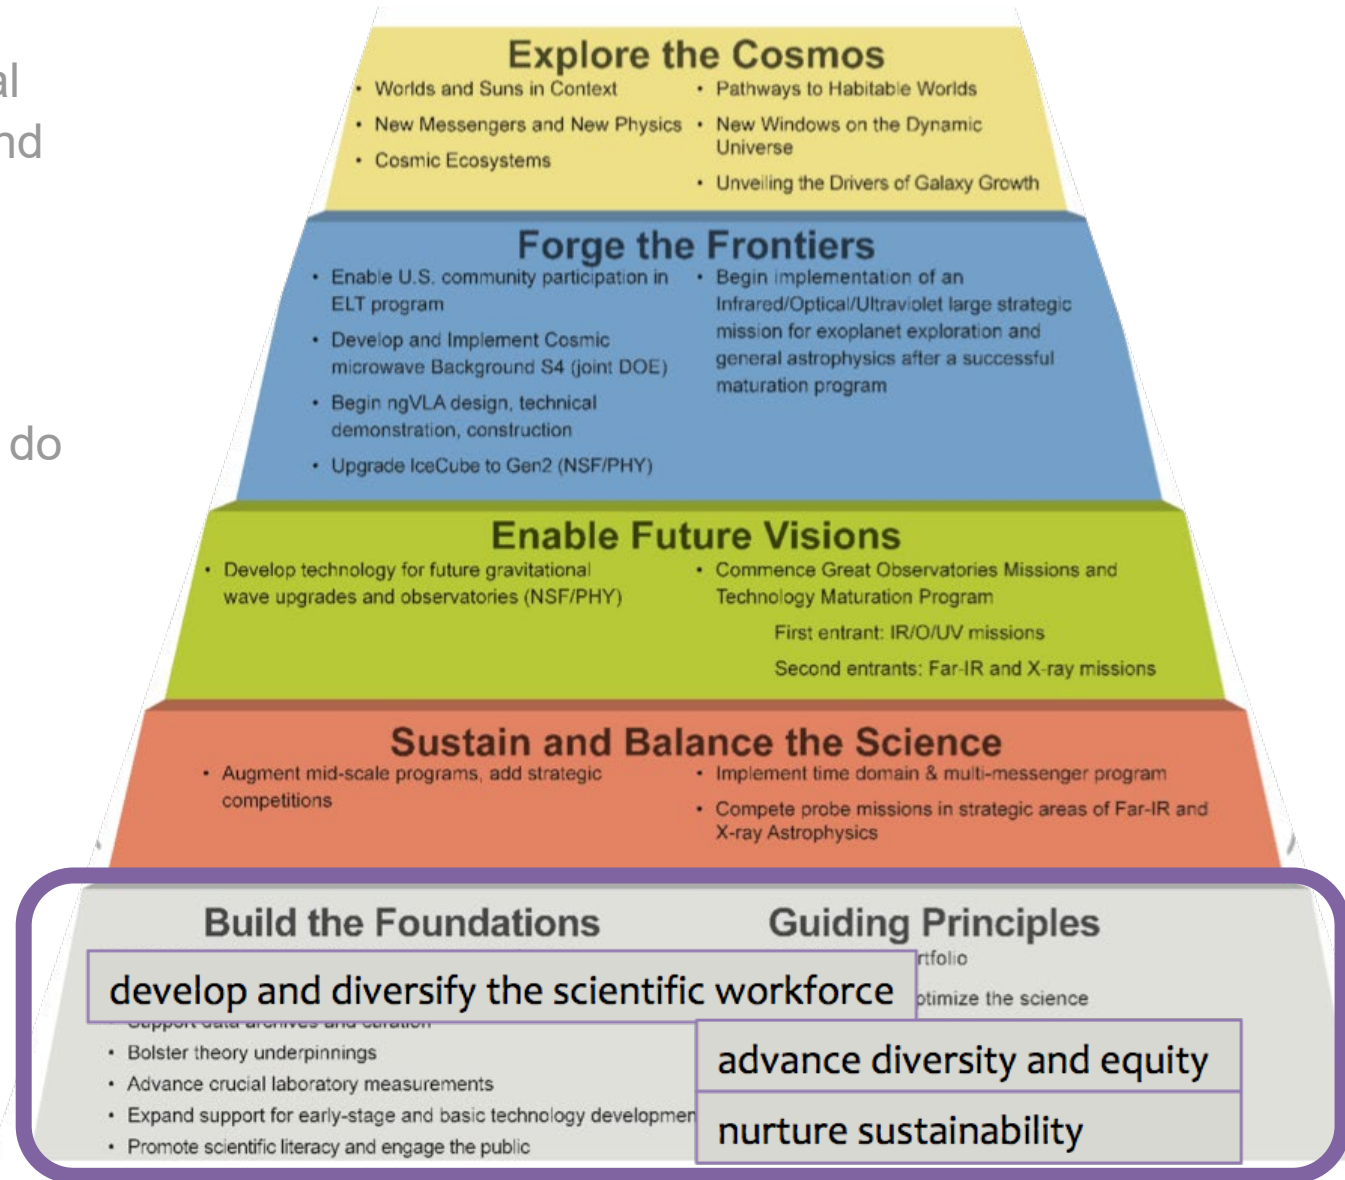 al
nd
do
Explore the Cosmos
• Worlds and Suns in Context
• New Messengers and New Physics
• Cosmic Ecosystems
• Pathways to Habitable Worlds
• New Windows on the Dynamic
Universe
• Unveiling the Drivers of Galaxy Growth
Forge the Frontiers
• Enable U.S. community participation in
ELT program
• Develop and Implement Cosmic
microwave Background S4 (joint DOE)
• Begin ngVLA design, technical
demonstration, construction
• Upgrade IceCube to Gen2 (NSF/PHY)
• Begin implementation of an
Infrared/Optical/Ultraviolet large strategic
mission for exoplanet exploration and
general astrophysics after a successful
maturation program
Enable Future Visions
• Develop technology for future gravitational
wave upgrades and observatories (NSF/PHY)
• Commence Great Observatories Missions and
Technology Maturation Program
First entrant: IR/O/UV missions
Second entrants: Far-IR and X-ray missions
Sustain and Balance the Science
• Augment mid-scale programs, add strategic
competitions
• Implement time domain & multi-messenger program
• Compete probe missions in strategic areas of Far-IR and
X-ray Astrophysics
Build the Foundations
develop and diversify the scientific workforce
• Support data archives and curation
• Bolster theory underpinnings
• Advance crucial laboratory measurements
• Expand support for early-stage and basic technology developmen
• Promote scientific literacy and engage the public
Guiding Principles
rtfolio
ptimize the science
advance diversity and equity
nurture sustainability